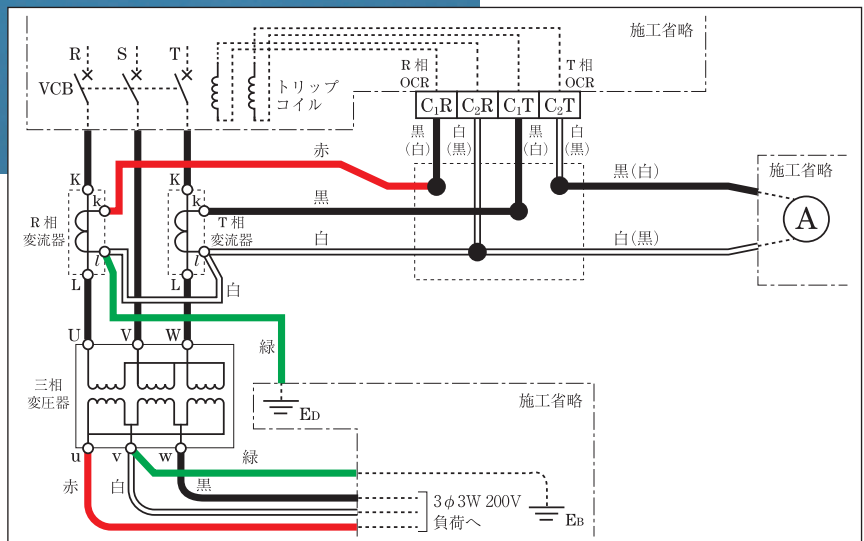 施工省略
R S T
VCB
トリップ
コイル
R相
OCR
T相
OCR
C₁R C₂R C₁T C₂T
黒
(白)
白
(黒)
黒
(白)
白
(黒)
赤
黒(白)
施工省略
A
K
k
K
k
黒
R相
変流器
T相
変流器
白
白(黒)
l
l
L
L
白
U V W
緑
三相
変圧器
E_D
施工省略
u v w
緑
赤
白
黒
3φ3W 200V
負荷へ
E_B